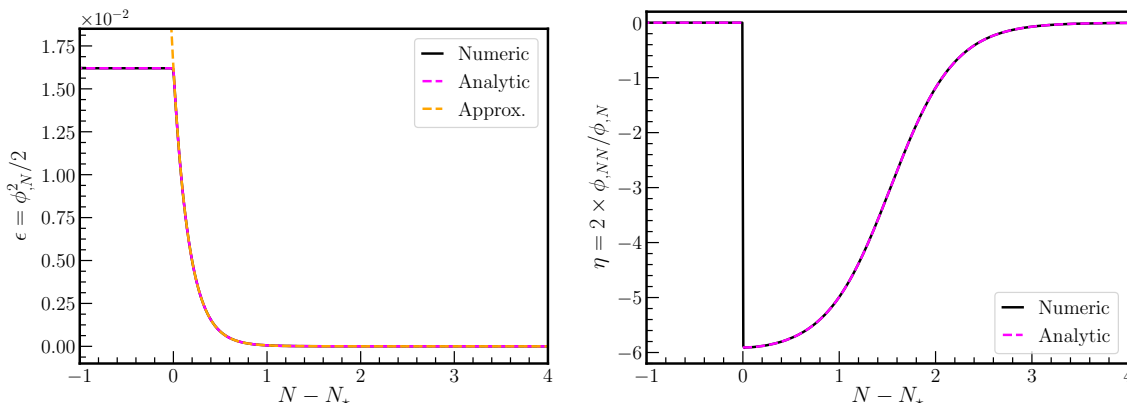 ×10⁻²
1.75
1.50
1.25
1.00
0.75
0.50
0.25
0.00
ϵ = ϕ²,N/2
Numeric
Analytic
Approx.
−1 0 1 2 3 4
N − N⋆
0
−1
−2
−3
−4
−5
−6
η = 2 × ϕ,NN/ϕ,N
Numeric
Analytic
−1 0 1 2 3 4
N − N⋆